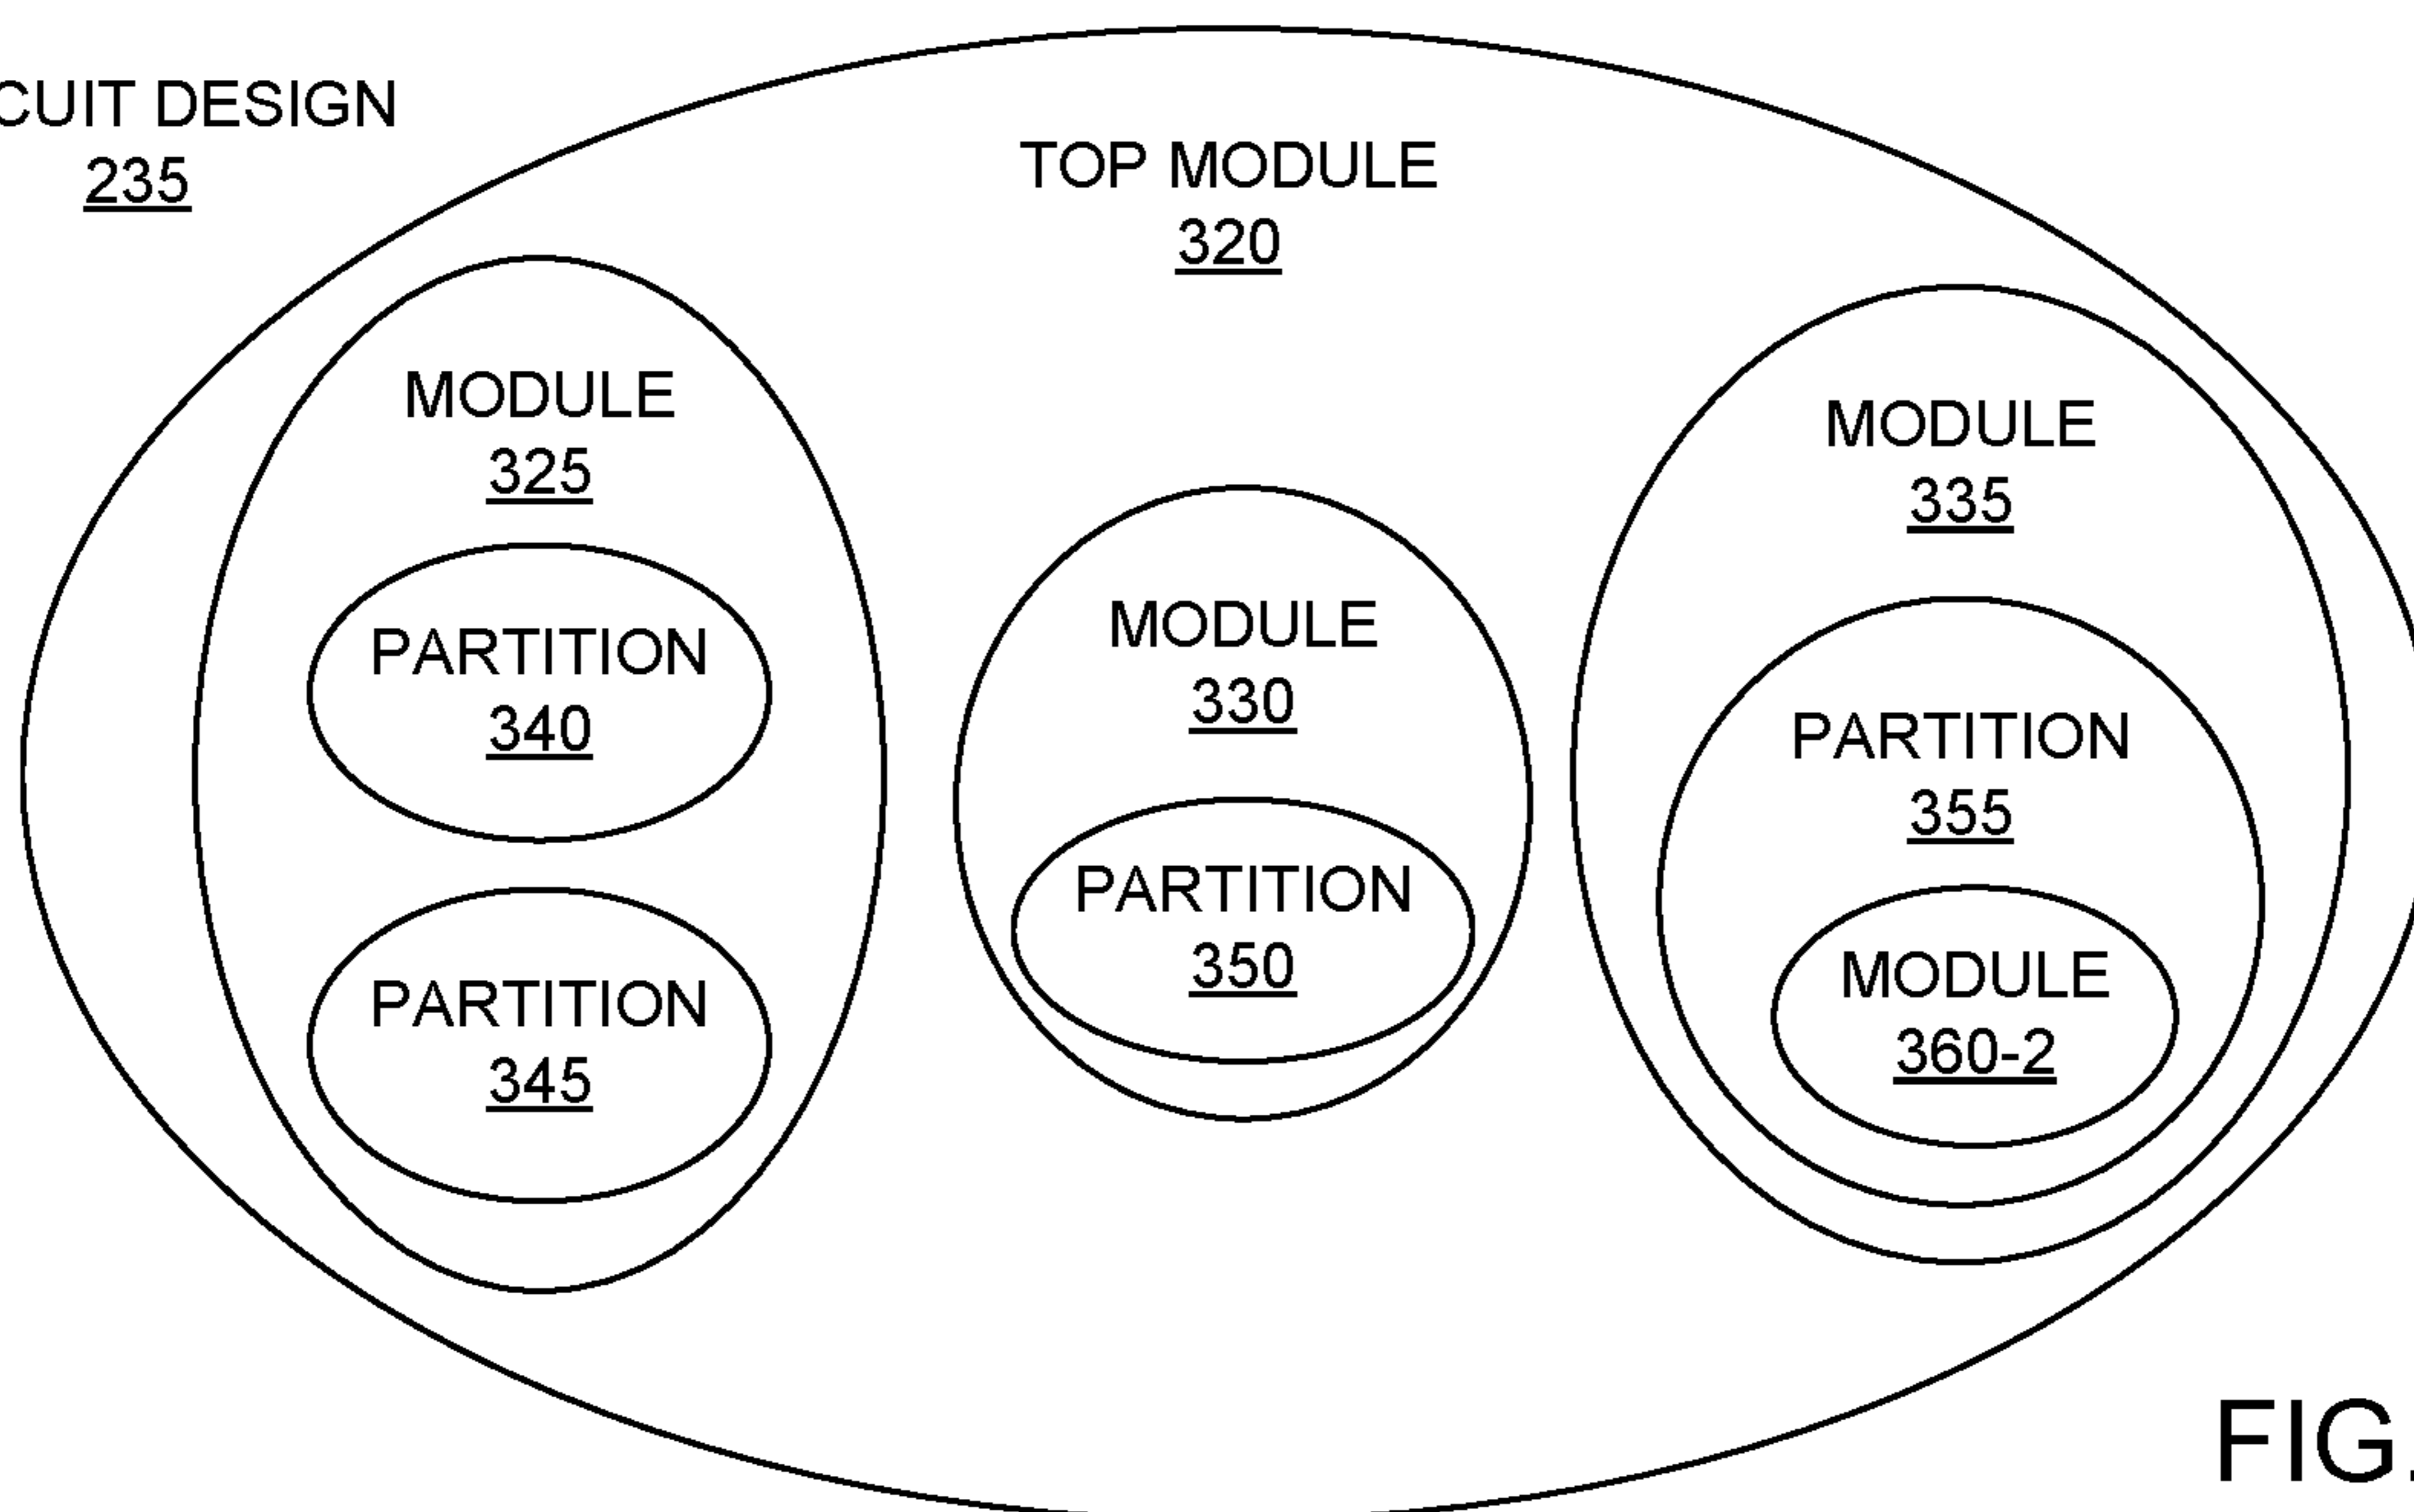 CUIT DESIGN
235
TOP MODULE
320
MODULE
325
PARTITION
340
PARTITION
345
MODULE
330
PARTITION
350
MODULE
335
PARTITION
355
MODULE
360-2
FIG.